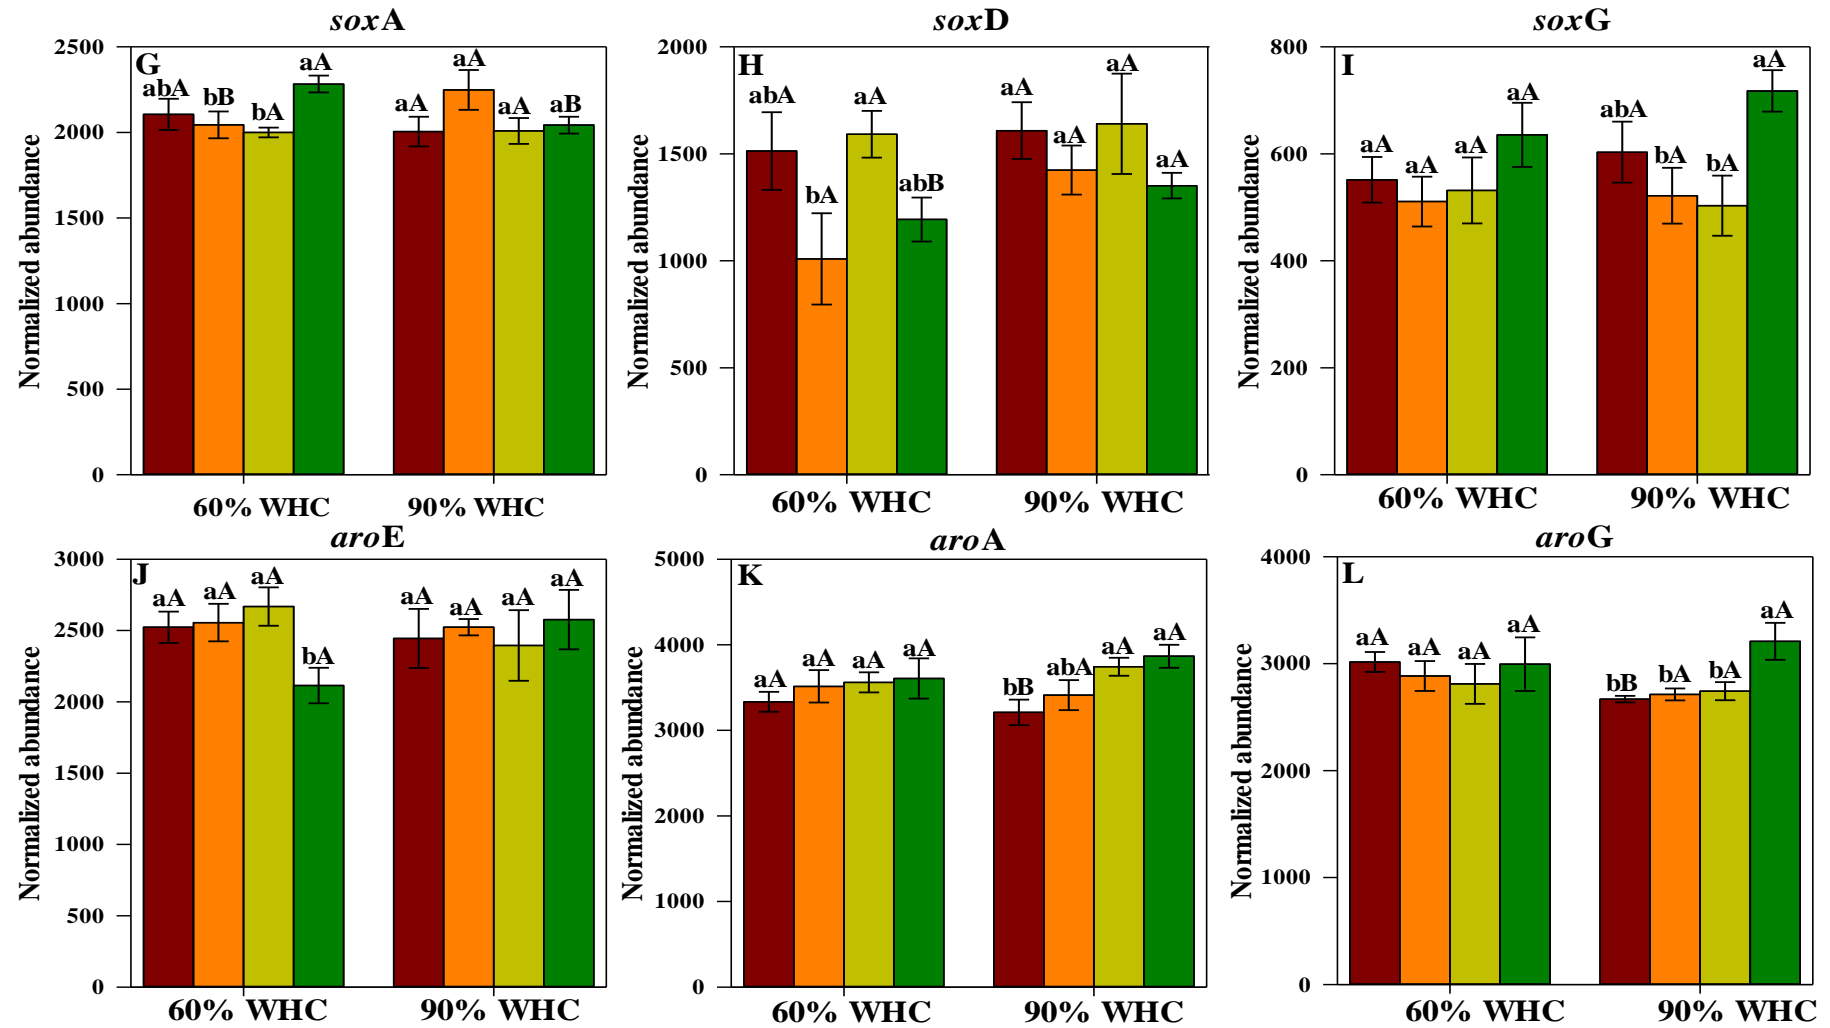 soxA
Normalized abundance
2500
2000
1500
1000
500
0
G
abA
bB
bA
aA
aA
aA
aA
aB
60% WHC
90% WHC
soxD
Normalized abundance
2000
1500
1000
500
0
H
abA
bA
aA
abB
aA
aA
aA
aA
60% WHC
90% WHC
soxG
Normalized abundance
800
600
400
200
0
I
aA
aA
aA
aA
abA
bA
bA
aA
60% WHC
90% WHC
aroE
Normalized abundance
3000
2500
2000
1500
1000
500
0
J
aA
aA
aA
bA
aA
aA
aA
aA
60% WHC
90% WHC
aroA
Normalized abundance
5000
4000
3000
2000
1000
0
K
aA
aA
aA
aA
bB
abA
aA
aA
60% WHC
90% WHC
aroG
Normalized abundance
4000
3000
2000
1000
0
L
aA
aA
aA
aA
bB
bA
bA
aA
60% WHC
90% WHC